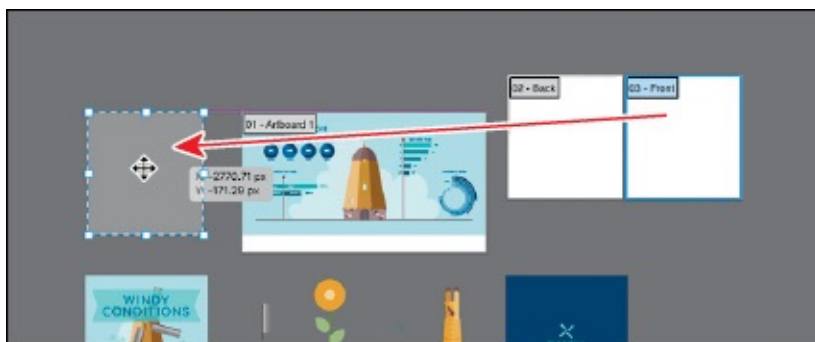 02 - Back
03 - Front
01 - Artboard 1
X: -2770.71 px
Y: -171.29 px
WINDY
CONDITIONS